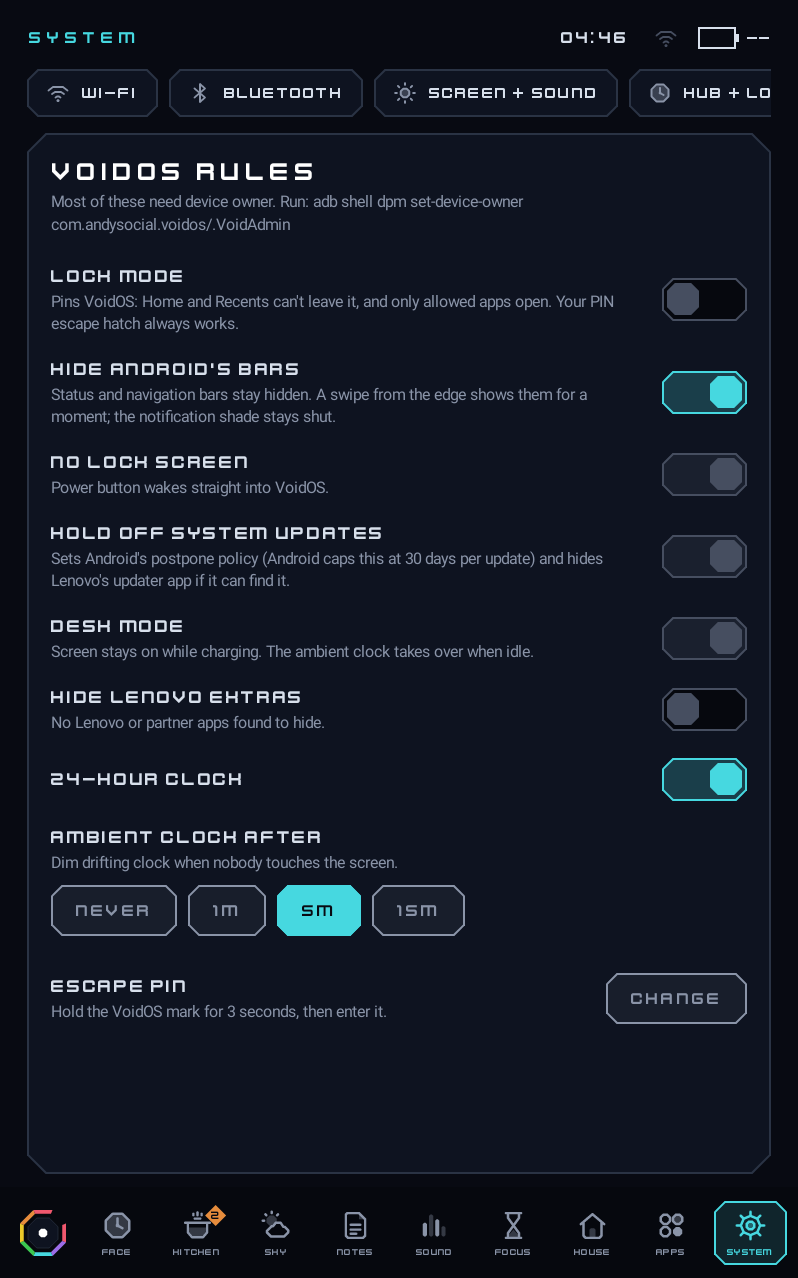 SYSTEM
04:46
--
WI-FI
BLUETOOTH
SCREEN + SOUND
HUB + LO
VOIDOS RULES
Most of these need device owner. Run: adb shell dpm set-device-owner
com.andysocial.voidos/.VoidAdmin
LOCK MODE
Pins VoidOS: Home and Recents can't leave it, and only allowed apps open. Your PIN
escape hatch always works.
HIDE ANDROID'S BARS
Status and navigation bars stay hidden. A swipe from the edge shows them for a
moment; the notification shade stays shut.
NO LOCK SCREEN
Power button wakes straight into VoidOS.
HOLD OFF SYSTEM UPDATES
Sets Android's postpone policy (Android caps this at 30 days per update) and hides
Lenovo's updater app if it can find it.
DESK MODE
Screen stays on while charging. The ambient clock takes over when idle.
HIDE LENOVO EXTRAS
No Lenovo or partner apps found to hide.
24-HOUR CLOCK
AMBIENT CLOCK AFTER
Dim drifting clock when nobody touches the screen.
NEVER
1M
5M
15M
ESCAPE PIN
Hold the VoidOS mark for 3 seconds, then enter it.
CHANGE
2
FACE
KITCHEN
SKY
NOTES
SOUND
FOCUS
HOUSE
APPS
SYSTEM